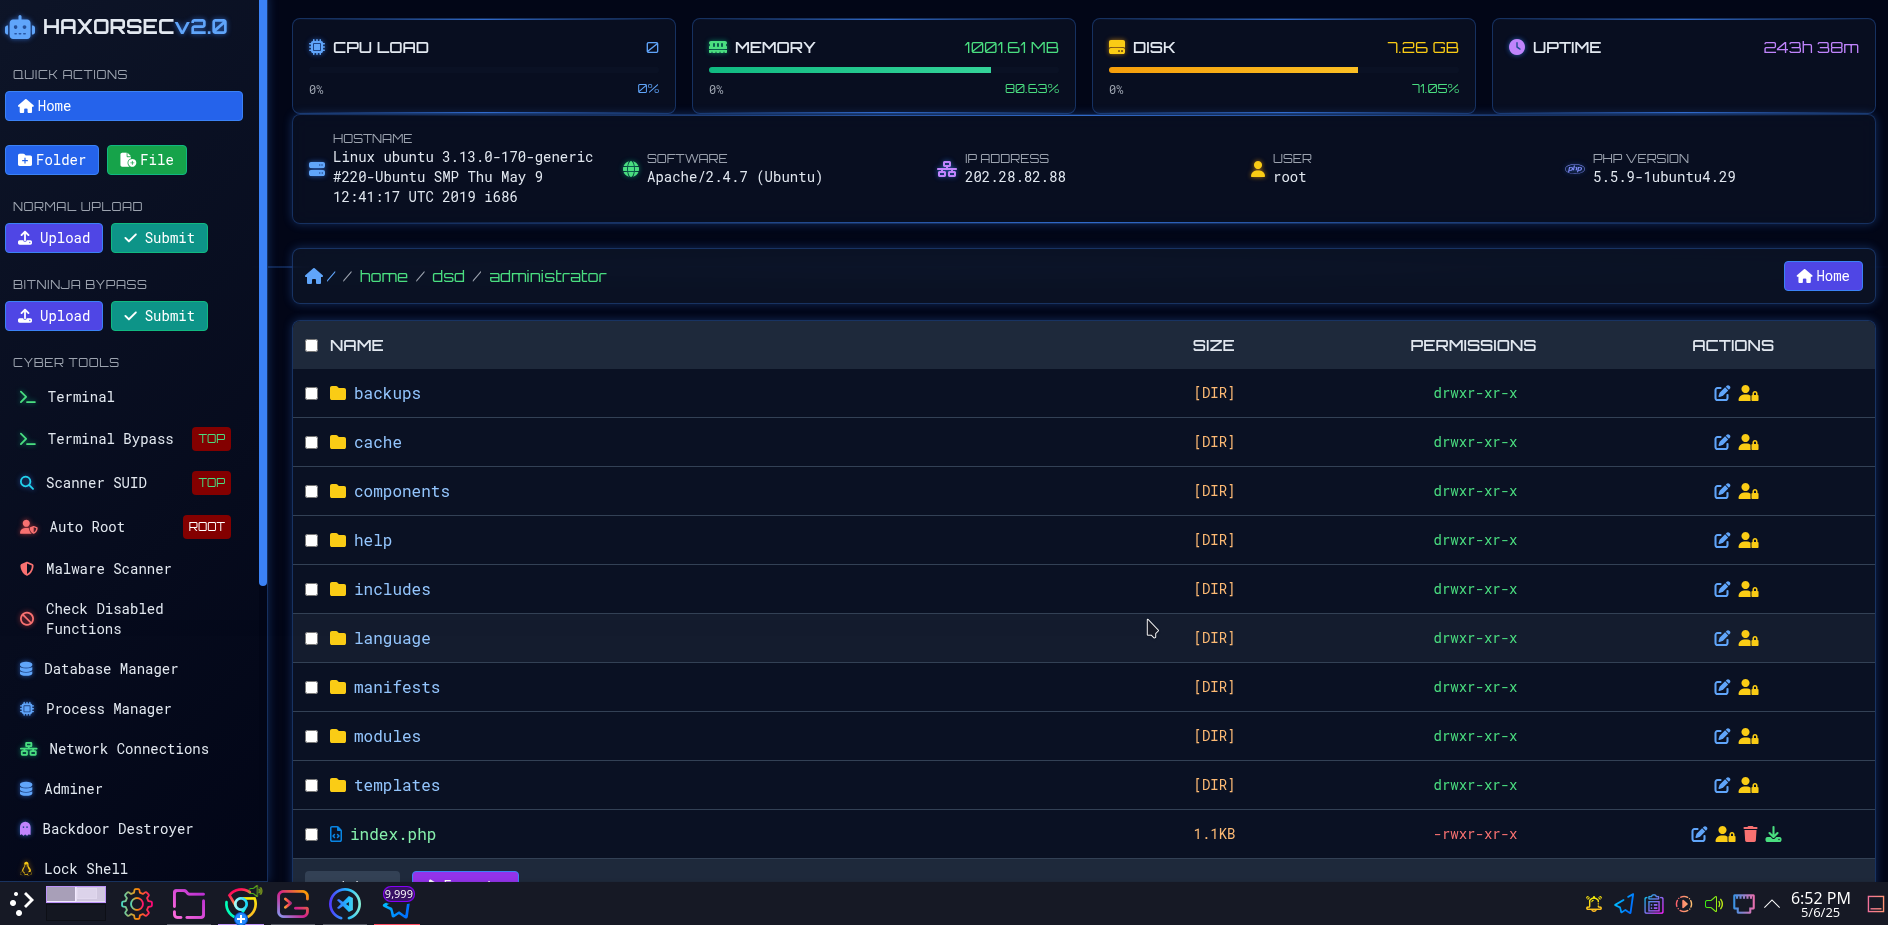 HAXORSECv2.0
QUICK ACTIONS
Home
Folder
File
NORMAL UPLOAD
Upload
Submit
BITNINJA BYPASS
Upload
Submit
CYBER TOOLS
Terminal
Terminal Bypass TOP
Scanner SUID TOP
Auto Root ROOT
Malware Scanner
Check Disabled
Functions
Database Manager
Process Manager
Network Connections
Adminer
Backdoor Destroyer
Lock Shell
CPU LOAD 0
0% 0%
MEMORY 1001.61 MB
0% 80.63%
DISK 7.26 GB
0% 71.05%
UPTIME 243h 38m
HOSTNAME
Linux ubuntu 3.13.0-170-generic
#220-Ubuntu SMP Thu May 9
12:41:17 UTC 2019 i686
SOFTWARE
Apache/2.4.7 (Ubuntu)
IP ADDRESS
202.28.82.88
USER
root
php
PHP VERSION
5.5.9-1ubuntu4.29
/ / home / dsd / administrator
Home
NAME SIZE PERMISSIONS ACTIONS
backups [DIR] drwxr-xr-x
cache [DIR] drwxr-xr-x
components [DIR] drwxr-xr-x
help [DIR] drwxr-xr-x
includes [DIR] drwxr-xr-x
language [DIR] drwxr-xr-x
manifests [DIR] drwxr-xr-x
modules [DIR] drwxr-xr-x
templates [DIR] drwxr-xr-x
index.php 1.1KB -rwxr-xr-x
9,999
6:52 PM
5/6/25